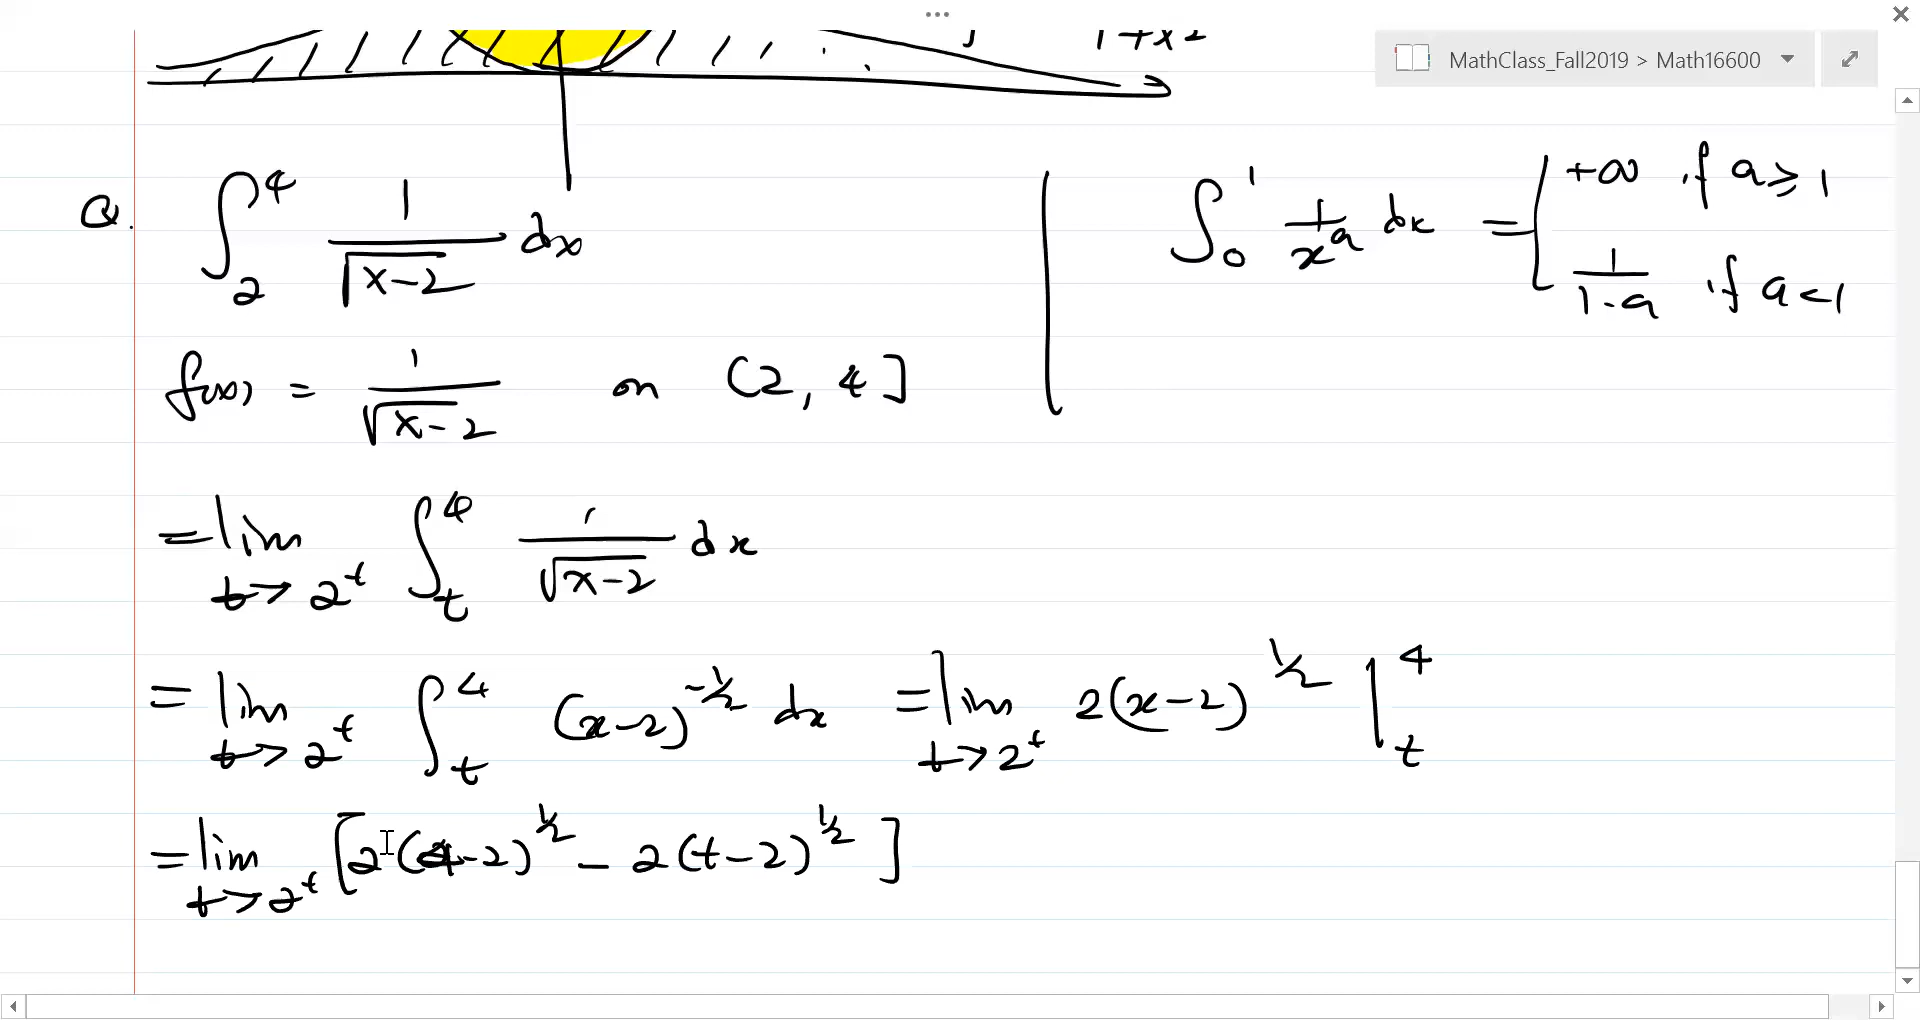 1+x²
MathClass_Fall2019 > Math16600
Q. ∫₂⁴ 1/√(x-2) dx
∫₀¹ 1/xᵃ dx = { +∞ if a ≥ 1
1/(1-a) if a < 1
f(x) = 1/√(x-2) on (2, 4]
= lim t→2⁺ ∫ₜ⁴ 1/√(x-2) dx
= lim t→2⁺ ∫ₜ⁴ (x-2)^(-1/2) dx = lim t→2⁺ 2(x-2)^(1/2) |ₜ⁴
= lim t→2⁺ [2(4-2)^(1/2) - 2(t-2)^(1/2)]